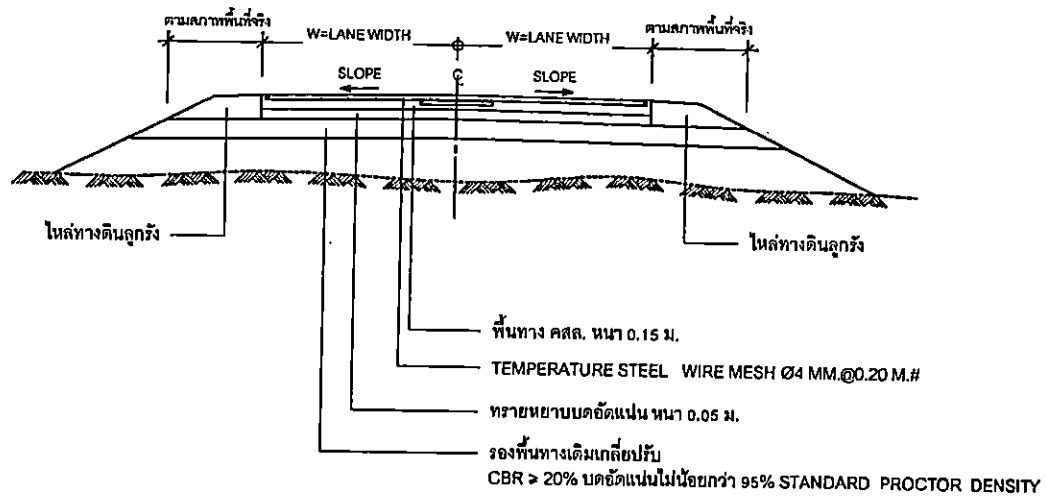 ตามสภาพพื้นที่จริง
W=LANE WIDTH
W=LANE WIDTH
ตามสภาพพื้นที่จริง
SLOPE
SLOPE
ไหล่ทางดินลูกรัง
ไหล่ทางดินลูกรัง
พื้นทาง คสล. หนา 0.15 ม.
TEMPERATURE STEEL WIRE MESH Ø4 MM.@0.20 M.#
ทรายหยาบบดอัดแน่น หนา 0.05 ม.
รองพื้นทางเดิมเกลี่ยปรับ
CBR > 20% บดอัดแน่นไม่น้อยกว่า 95% STANDARD PROCTOR DENSITY